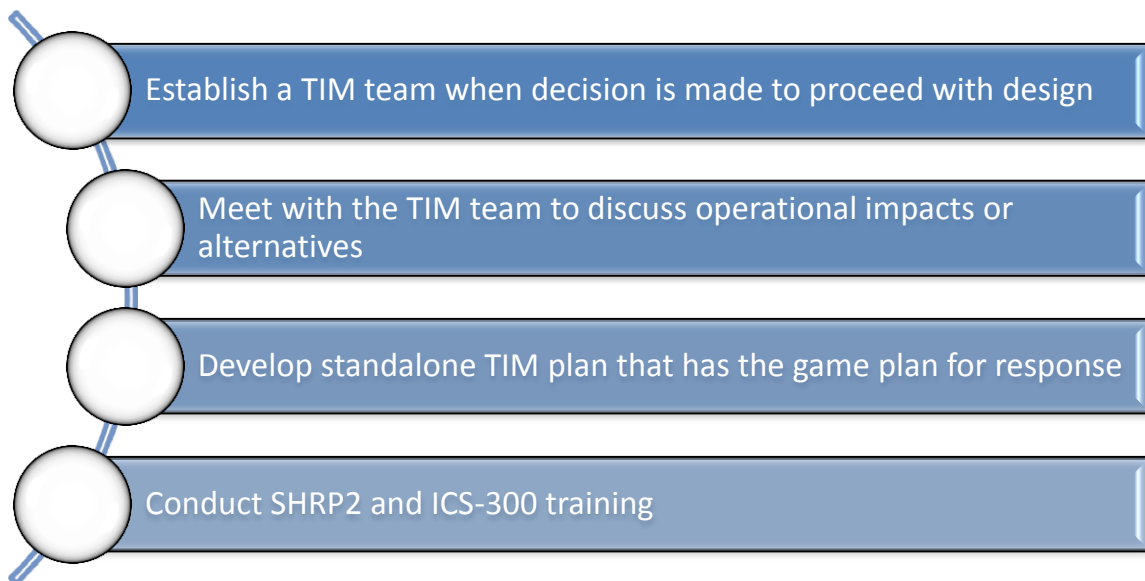 Establish a TIM team when decision is made to proceed with design
Meet with the TIM team to discuss operational impacts or
alternatives
Develop standalone TIM plan that has the game plan for response
Conduct SHRP2 and ICS-300 training